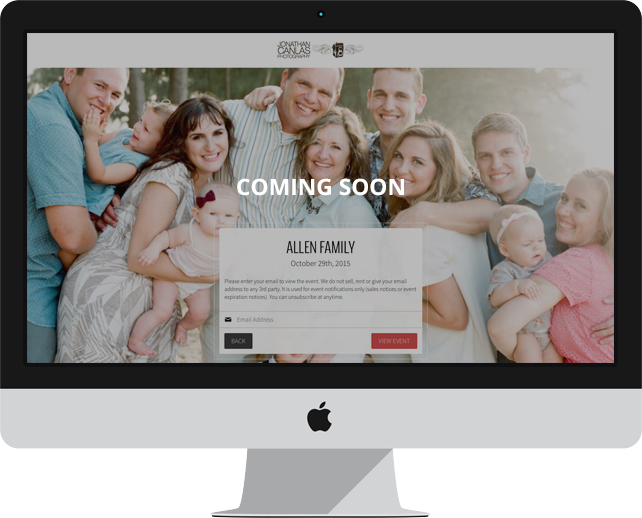 JONATHAN
CANLAS
PHOTOGRAPHY
COMING SOON
ALLEN FAMILY
October 29th, 2015
Please enter your email to view the event. We do not sell, rent or give your email
address to any 3rd party. It is used for event notifications only (sales notices or event
expiration notices). You can unsubscribe at anytime.
Email Address
BACK
VIEW EVENT